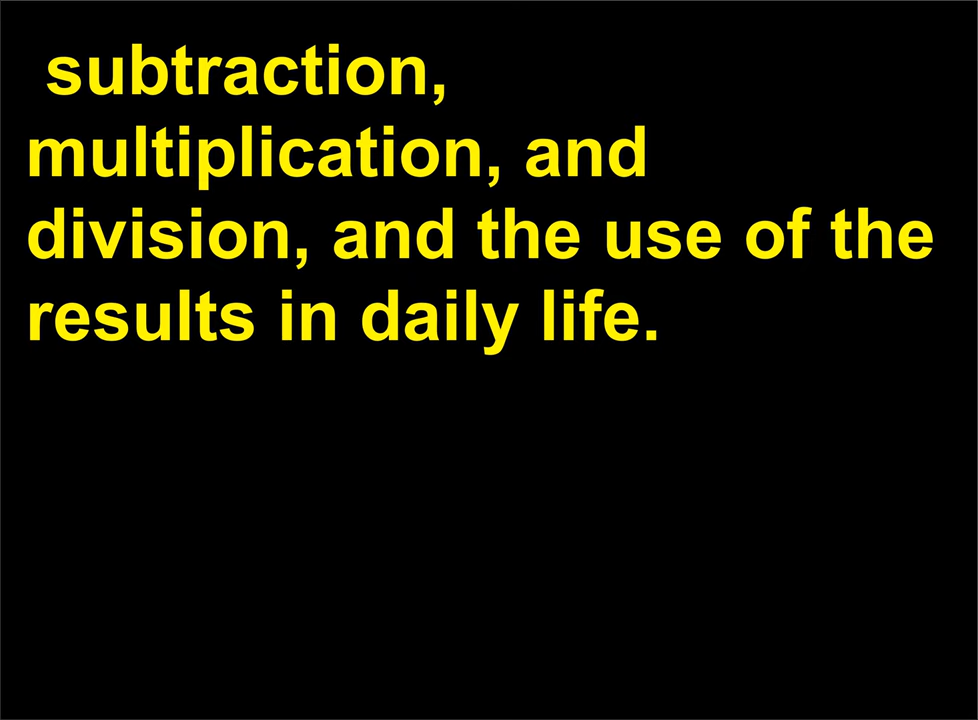 subtraction,
multiplication, and
division, and the use of the
results in daily life.